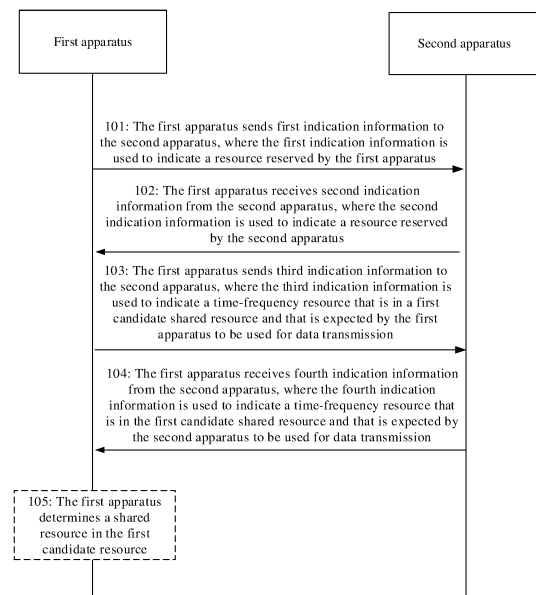 First apparatus
Second apparatus
101: The first apparatus sends first indication information to
the second apparatus, where the first indication information is
used to indicate a resource reserved by the first apparatus
102: The first apparatus receives second indication
information from the second apparatus, where the second
indication information is used to indicate a resource reserved
by the second apparatus
103: The first apparatus sends third indication information to
the second apparatus, where the third indication information is
used to indicate a time-frequency resource that is in a first
candidate shared resource and that is expected by the first
apparatus to be used for data transmission
104: The first apparatus receives fourth indication information
from the second apparatus, where the fourth indication
information is used to indicate a time-frequency resource that
is in the first candidate shared resource and that is expected by
the second apparatus to be used for data transmission
105: The first apparatus
determines a shared
resource in the first
candidate resource